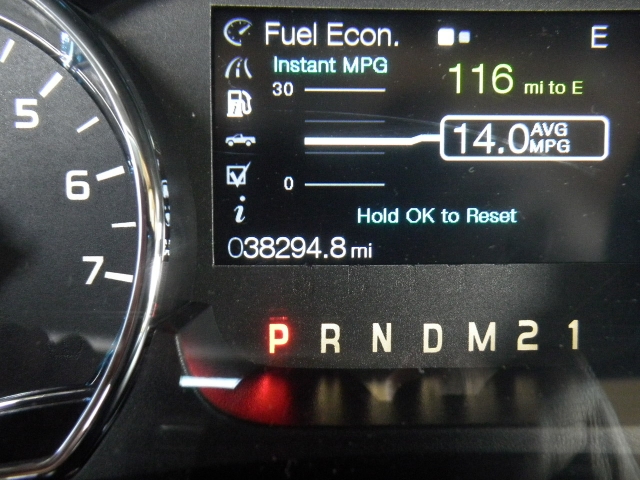 5
6
7
Fuel Econ. E
Instant MPG
116 mi to E
30
14.0 AVG MPG
0
Hold OK to Reset
038294.8 mi
P R N D M 2 1